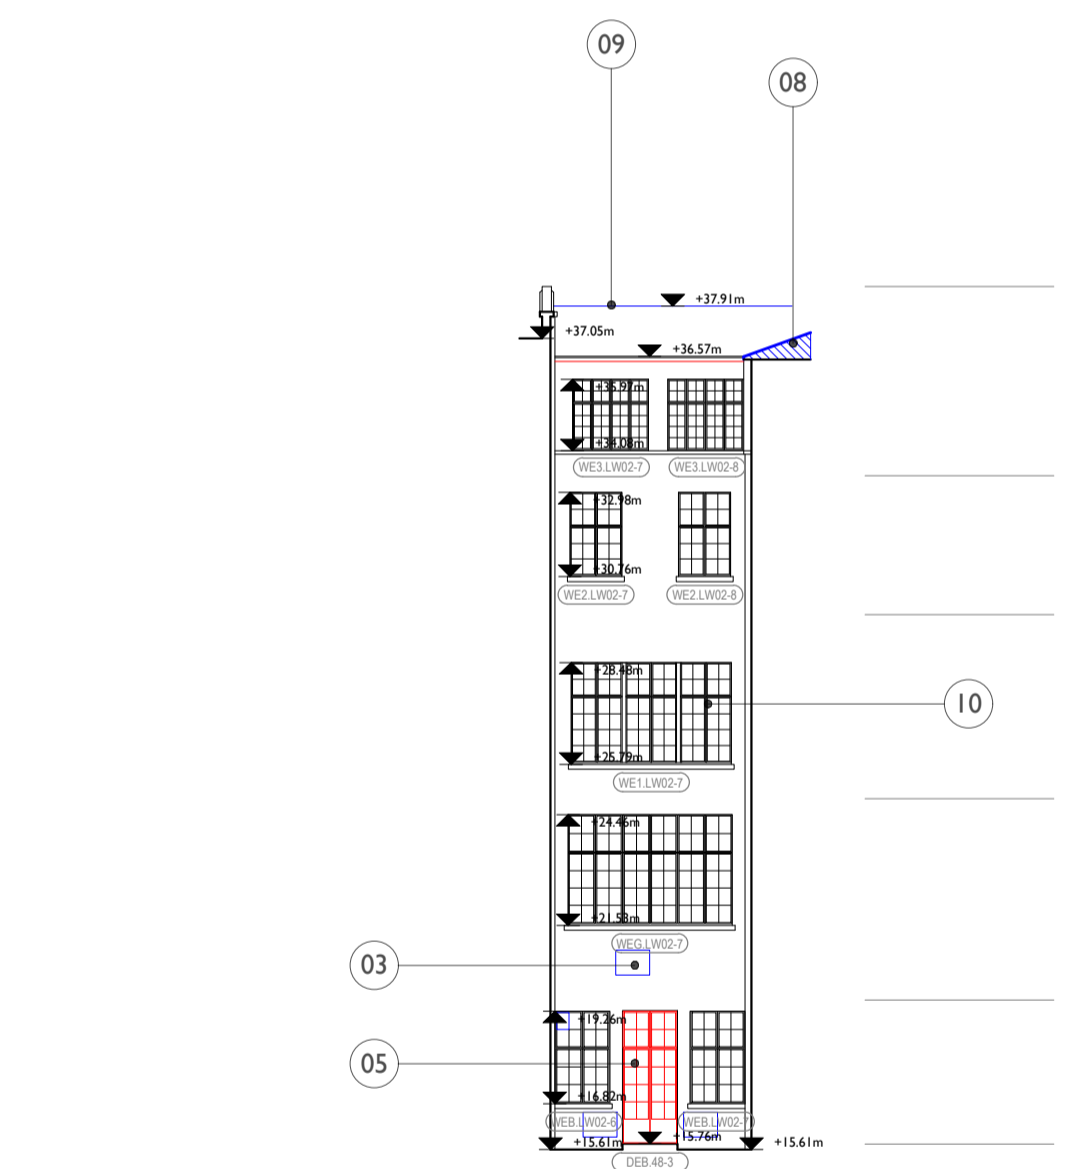 09
08
+37.91m
+37.05m
+36.57m
+35.97m
+34.08m
WE3.LW02-7
WE3.LW02-8
+32.98m
+30.76m
WE2.LW02-7
WE2.LW02-8
+28.48m
10
+25.79m
WE1.LW02-7
+24.46m
+21.53m
WEG.LW02-7
03
+19.26m
05
+16.82m
WEB.LW02-6
WEB.LW02-7
+15.61m
+15.76m
+15.61m
DEB.48-3